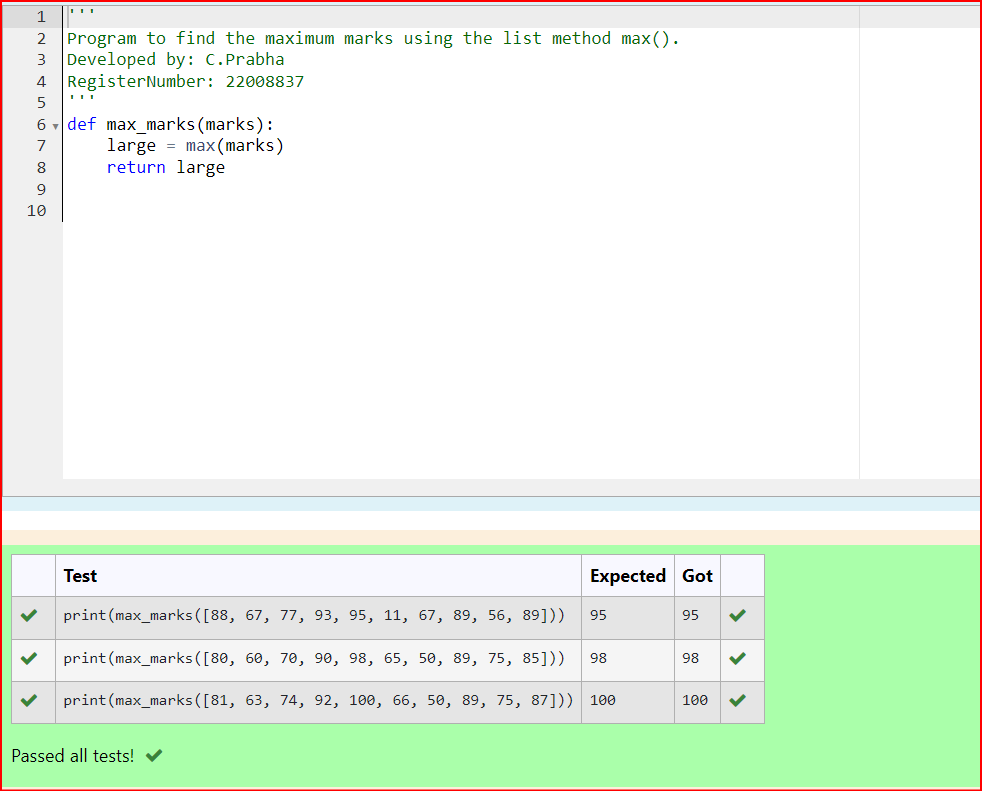 1 '''
2 Program to find the maximum marks using the list method max().
3 Developed by: C.Prabha
4 RegisterNumber: 22008837
5 '''
6 def max_marks(marks):
7     large = max(marks)
8     return large
9
10
Test Expected Got
print(max_marks([88, 67, 77, 93, 95, 11, 67, 89, 56, 89])) 95 95
print(max_marks([80, 60, 70, 90, 98, 65, 50, 89, 75, 85])) 98 98
print(max_marks([81, 63, 74, 92, 100, 66, 50, 89, 75, 87])) 100 100
Passed all tests!